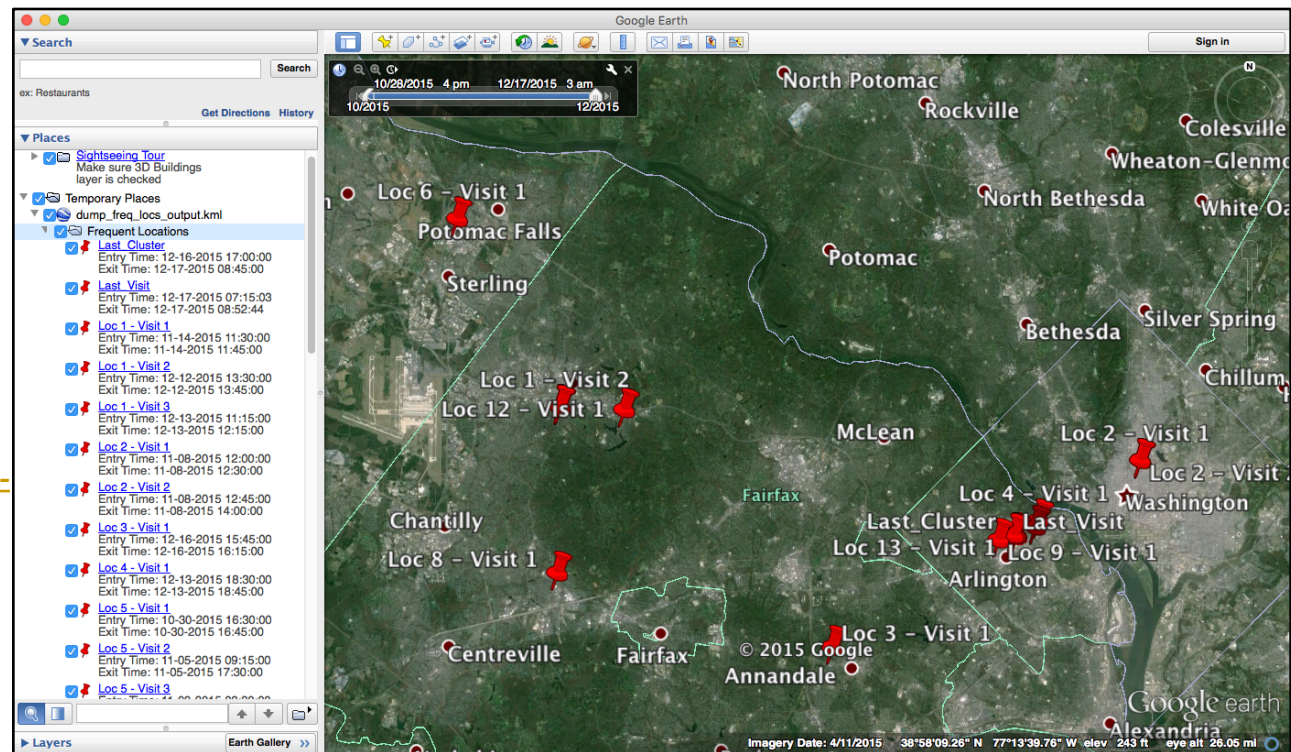 Google Earth
Search
Search
ex: Restaurants
Get Directions History
Places
Sightseeing Tour
Make sure 3D Buildings
layer is checked
Temporary Places
dump_freq_locs_output.kml
Frequent Locations
Last_Cluster
Entry Time: 12-16-2015 17:00:00
Exit Time: 12-17-2015 08:45:00
Last_Visit
Entry Time: 12-17-2015 07:15:03
Exit Time: 12-17-2015 08:52:44
Loc 1 - Visit 1
Entry Time: 11-14-2015 11:30:00
Exit Time: 11-14-2015 11:45:00
Loc 1 - Visit 2
Entry Time: 12-12-2015 13:30:00
Exit Time: 12-12-2015 13:45:00
Loc 1 - Visit 3
Entry Time: 12-13-2015 11:15:00
Exit Time: 12-13-2015 12:15:00
Loc 2 - Visit 1
Entry Time: 11-08-2015 12:00:00
Exit Time: 11-08-2015 12:30:00
Loc 2 - Visit 2
Entry Time: 11-08-2015 12:45:00
Exit Time: 11-08-2015 14:00:00
Loc 3 - Visit 1
Entry Time: 12-16-2015 15:45:00
Exit Time: 12-16-2015 16:15:00
Loc 4 - Visit 1
Entry Time: 12-13-2015 18:30:00
Exit Time: 12-13-2015 18:45:00
Loc 5 - Visit 1
Entry Time: 10-30-2015 16:30:00
Exit Time: 10-30-2015 16:45:00
Loc 5 - Visit 2
Entry Time: 11-05-2015 09:15:00
Exit Time: 11-05-2015 17:30:00
Loc 5 - Visit 3
Layers
Earth Gallery >>
Sign in
10/28/2015 4 pm 12/17/2015 3 am
10/2015 12/2015
N
North Potomac
Rockville
Colesville
Wheaton-Glenmo
Loc 6 - Visit 1
North Bethesda
White Oa
Potomac Falls
Potomac
Sterling
Silver Spring
Bethesda
Chillum
Loc 1 - Visit 2
Loc 12 - Visit 1
McLean
Loc 2 - Visit 1
Loc 2 - Visit
Fairfax
Loc 4 - Visit 1
Washington
Chantilly
Last_Cluster
Last_Visit
Loc 13 - Visit 1
Loc 9 - Visit 1
Loc 8 - Visit 1
Arlington
Loc 3 - Visit 1
Centreville
Fairfax
© 2015 Google
Annandale
Google earth
Alexandria
Imagery Date: 4/11/2015 38°58'09.26" N 77°13'39.76" W elev 243 ft eye alt 26.05 mi